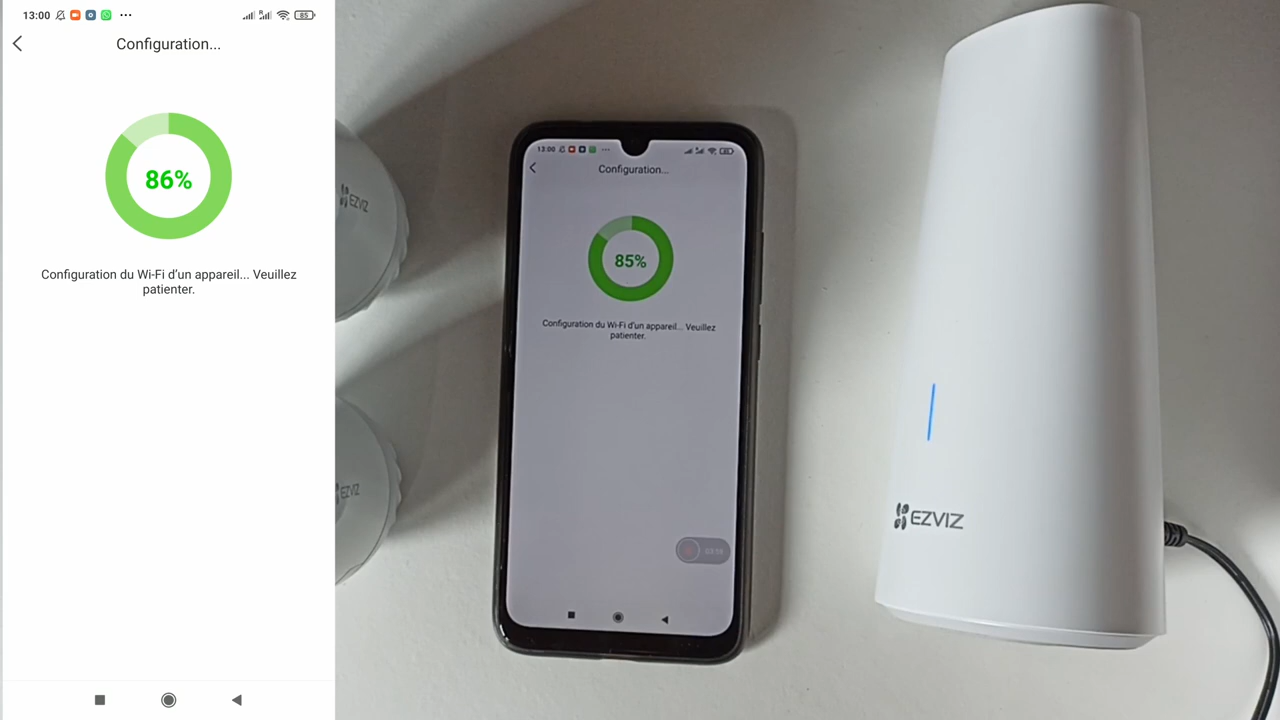 13:00
85
Configuration...
86%
Configuration du Wi-Fi d'un appareil... Veuillez
patienter.
EZVIZ
EZVIZ
13:00
Configuration...
85%
Configuration du Wi-Fi d'un appareil... Veuillez
patienter.
EZVIZ